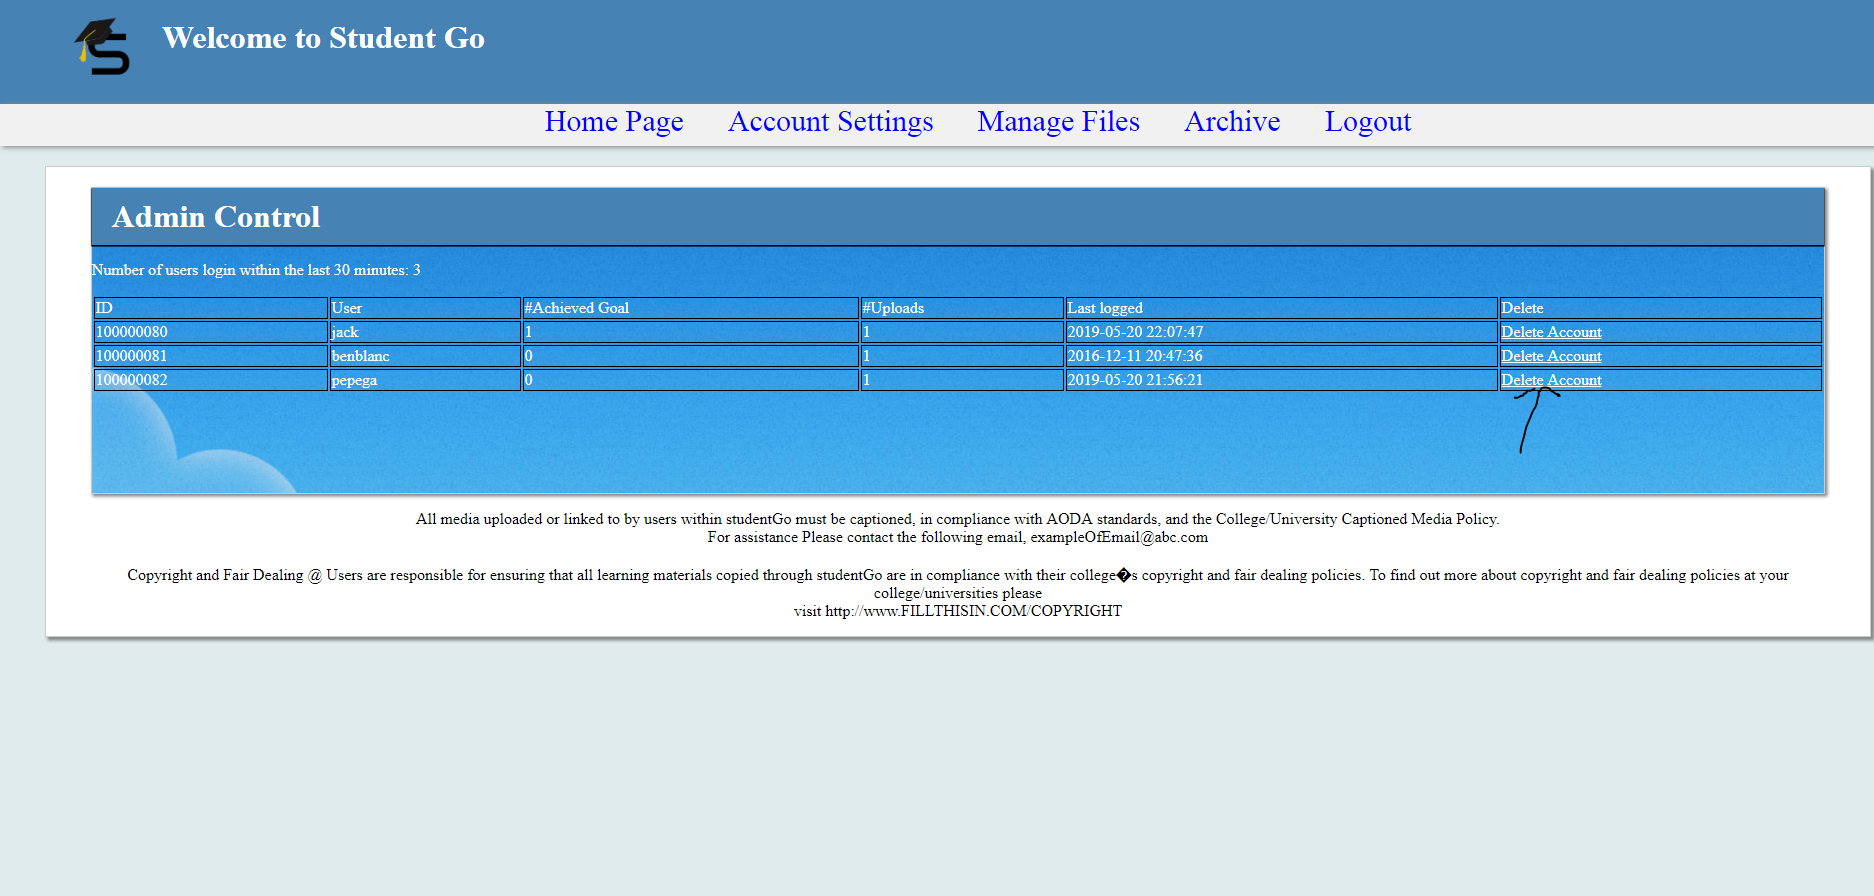 Welcome to Student Go
Home Page Account Settings Manage Files Archive Logout
Admin Control
Number of users login within the last 30 minutes: 3
ID User #Achieved Goal #Uploads Last logged Delete
100000080 jack 1 1 2019-05-20 22:07:47 Delete Account
100000081 benblanc 0 1 2016-12-11 20:47:36 Delete Account
100000082 pepega 0 1 2019-05-20 21:56:21 Delete Account
All media uploaded or linked to by users within studentGo must be captioned, in compliance with AODA standards, and the College/University Captioned Media Policy.
For assistance Please contact the following email, exampleOfEmail@abc.com
Copyright and Fair Dealing @ Users are responsible for ensuring that all learning materials copied through studentGo are in compliance with their college�s copyright and fair dealing policies. To find out more about copyright and fair dealing policies at your
college/universities please
visit http://www.FILLTHISIN.COM/COPYRIGHT